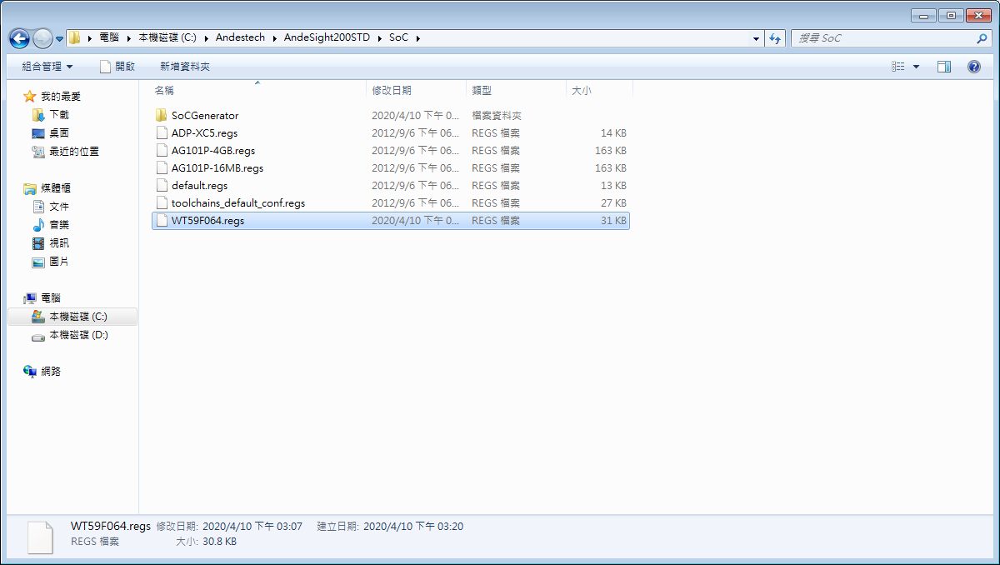 電腦 本機磁碟 (C:) Andestech AndeSight200STD SoC 搜尋 SoC
組合管理 開啟 新增資料夾
我的最愛
下載
桌面
最近的位置
媒體櫃
文件
音樂
視訊
圖片
電腦
本機磁碟 (C:)
本機磁碟 (D:)
網路
名稱 修改日期 類型 大小
SoCGenerator 2020/4/10 下午 0... 檔案資料夾
ADP-XC5.regs 2012/9/6 下午 06... REGS 檔案 14 KB
AG101P-4GB.regs 2012/9/6 下午 06... REGS 檔案 163 KB
AG101P-16MB.regs 2012/9/6 下午 06... REGS 檔案 163 KB
default.regs 2012/9/6 下午 06... REGS 檔案 13 KB
toolchains_default_conf.regs 2012/9/6 下午 06... REGS 檔案 27 KB
WT59F064.regs 2020/4/10 下午 0... REGS 檔案 31 KB
WT59F064.regs 修改日期: 2020/4/10 下午 03:07 建立日期: 2020/4/10 下午 03:20
REGS 檔案 大小: 30.8 KB